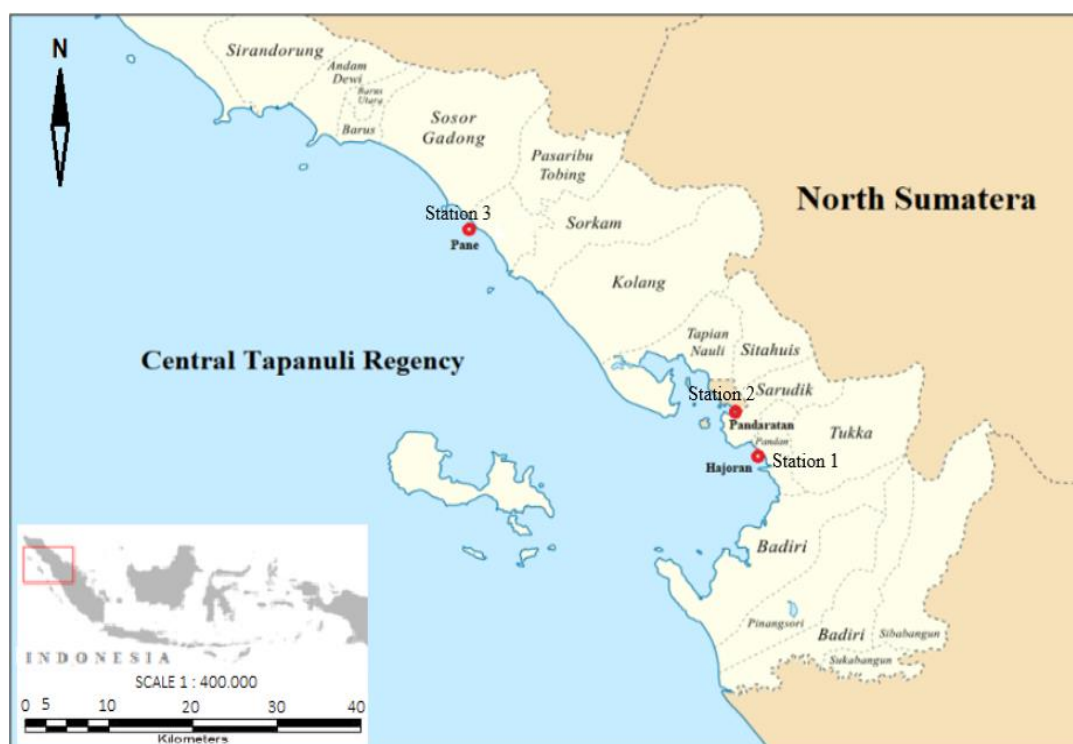 N
Sirandorung
Andam
Dewi
Barus
Utara
Barus
Sosor
Gadong
Pasaribu
Tobing
North Sumatera
Station 3
Pane
Sorkam
Kolang
Central Tapanuli Regency
Tapian
Nauli
Sitahuis
Station 2
Sarudik
Pandaratan
Tukka
Pandan
Hajoran
Station 1
Badiri
Pinangsori
Badiri
Sibabangun
Sukabangun
INDONESIA
SCALE 1 : 400.000
0 5 10 20 30 40
Kilometers